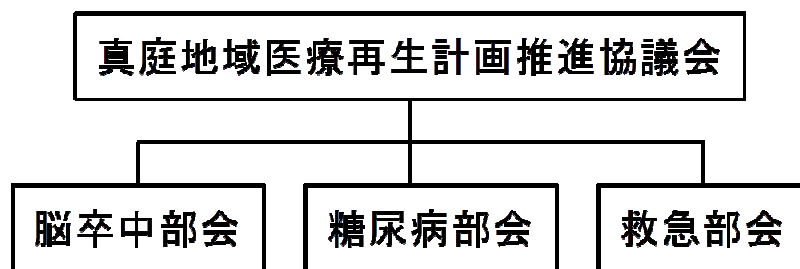 真庭地域医療再生計画推進協議会
脳卒中部会
糖尿病部会
救急部会